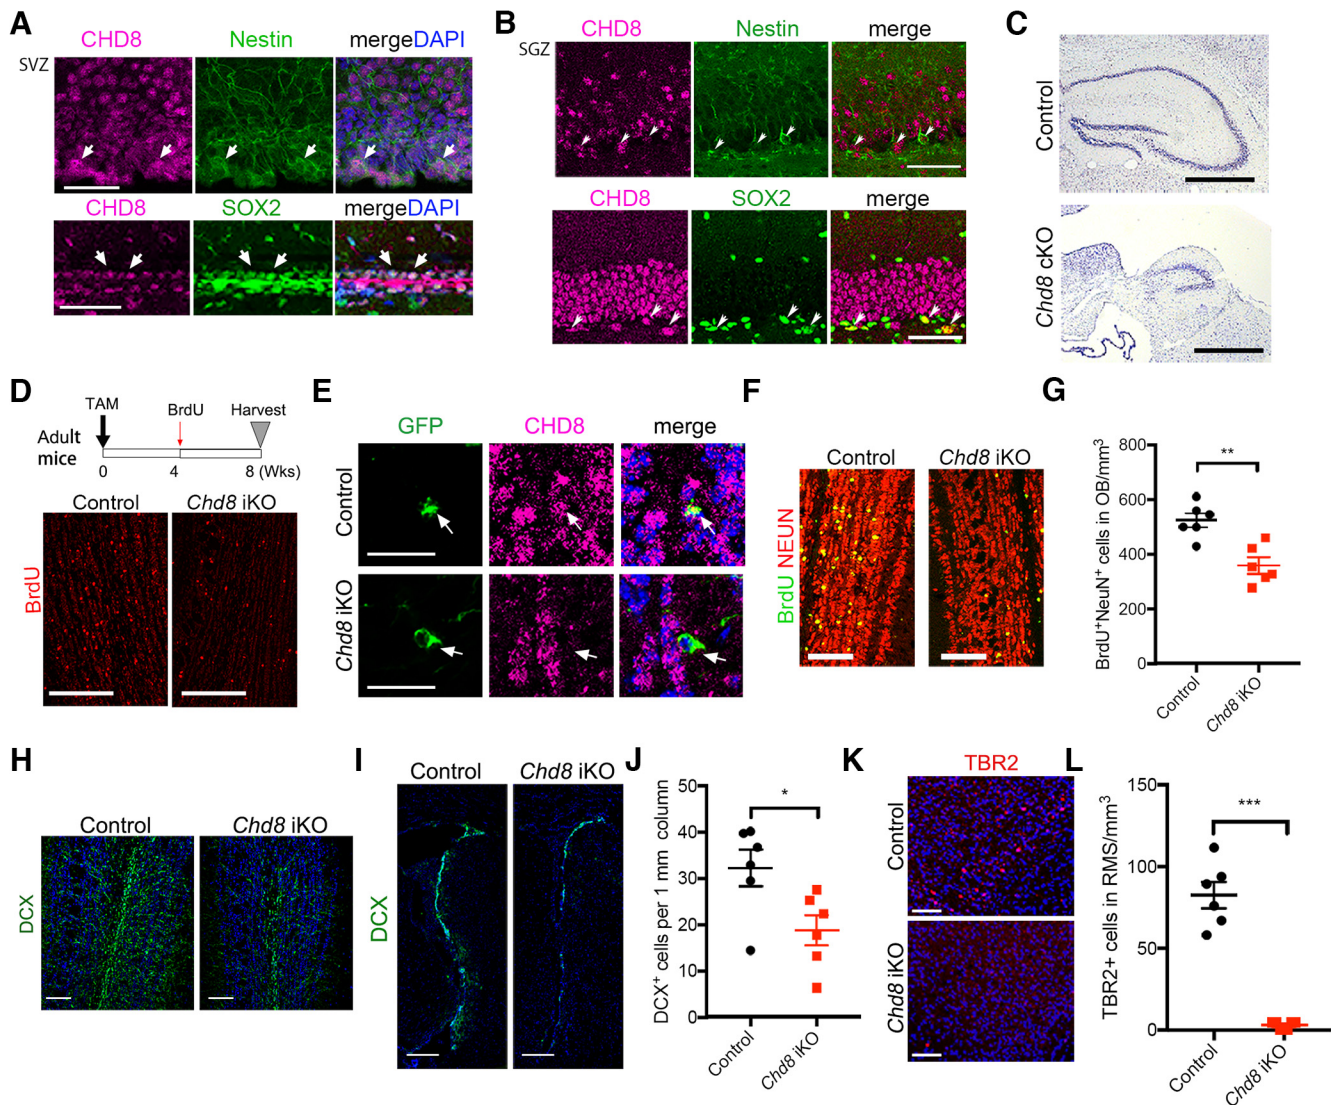 A
CHD8 Nestin mergeDAPI
SVZ
CHD8 SOX2 mergeDAPI
B
CHD8 Nestin merge
SGZ
CHD8 SOX2 merge
C
Control
Chd8 cKO
D
TAM BrdU Harvest
Adult mice
0 4 8 (Wks)
Control Chd8 iKO
BrdU
E
GFP CHD8 merge
Control
Chd8 iKO
F
Control Chd8 iKO
BrdU NEUN
G
BrdU⁺NeuN⁺ cells in OB/mm³
800
600
400
200
0
**
Control Chd8 iKO
H
Control Chd8 iKO
DCX
I
Control Chd8 iKO
DCX
J
DCX⁺ cells per 1 mm column
50
40
30
20
10
0
*
Control Chd8 iKO
K
TBR2
Control
Chd8 iKO
L
TBR2+ cells in RMS/mm³
150
100
50
0
***
Control Chd8 iKO